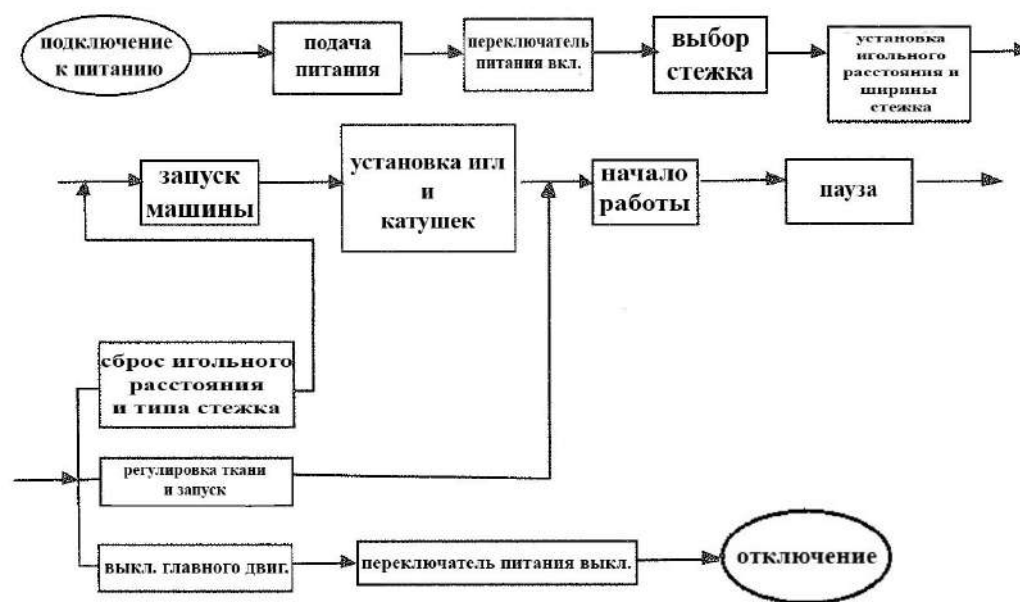 подключение
к питанию
подача
питания
переключатель
питания вкл.
выбор
стежка
установка
игольного
расстояния и
ширины
стежка
запуск
машины
установка игл
и
катушек
начало
работы
пауза
сброс игольного
расстояния
и типа стежка
регулировка ткани
и запуск
выкл. главного двиг.
переключатель питания выкл.
отключение